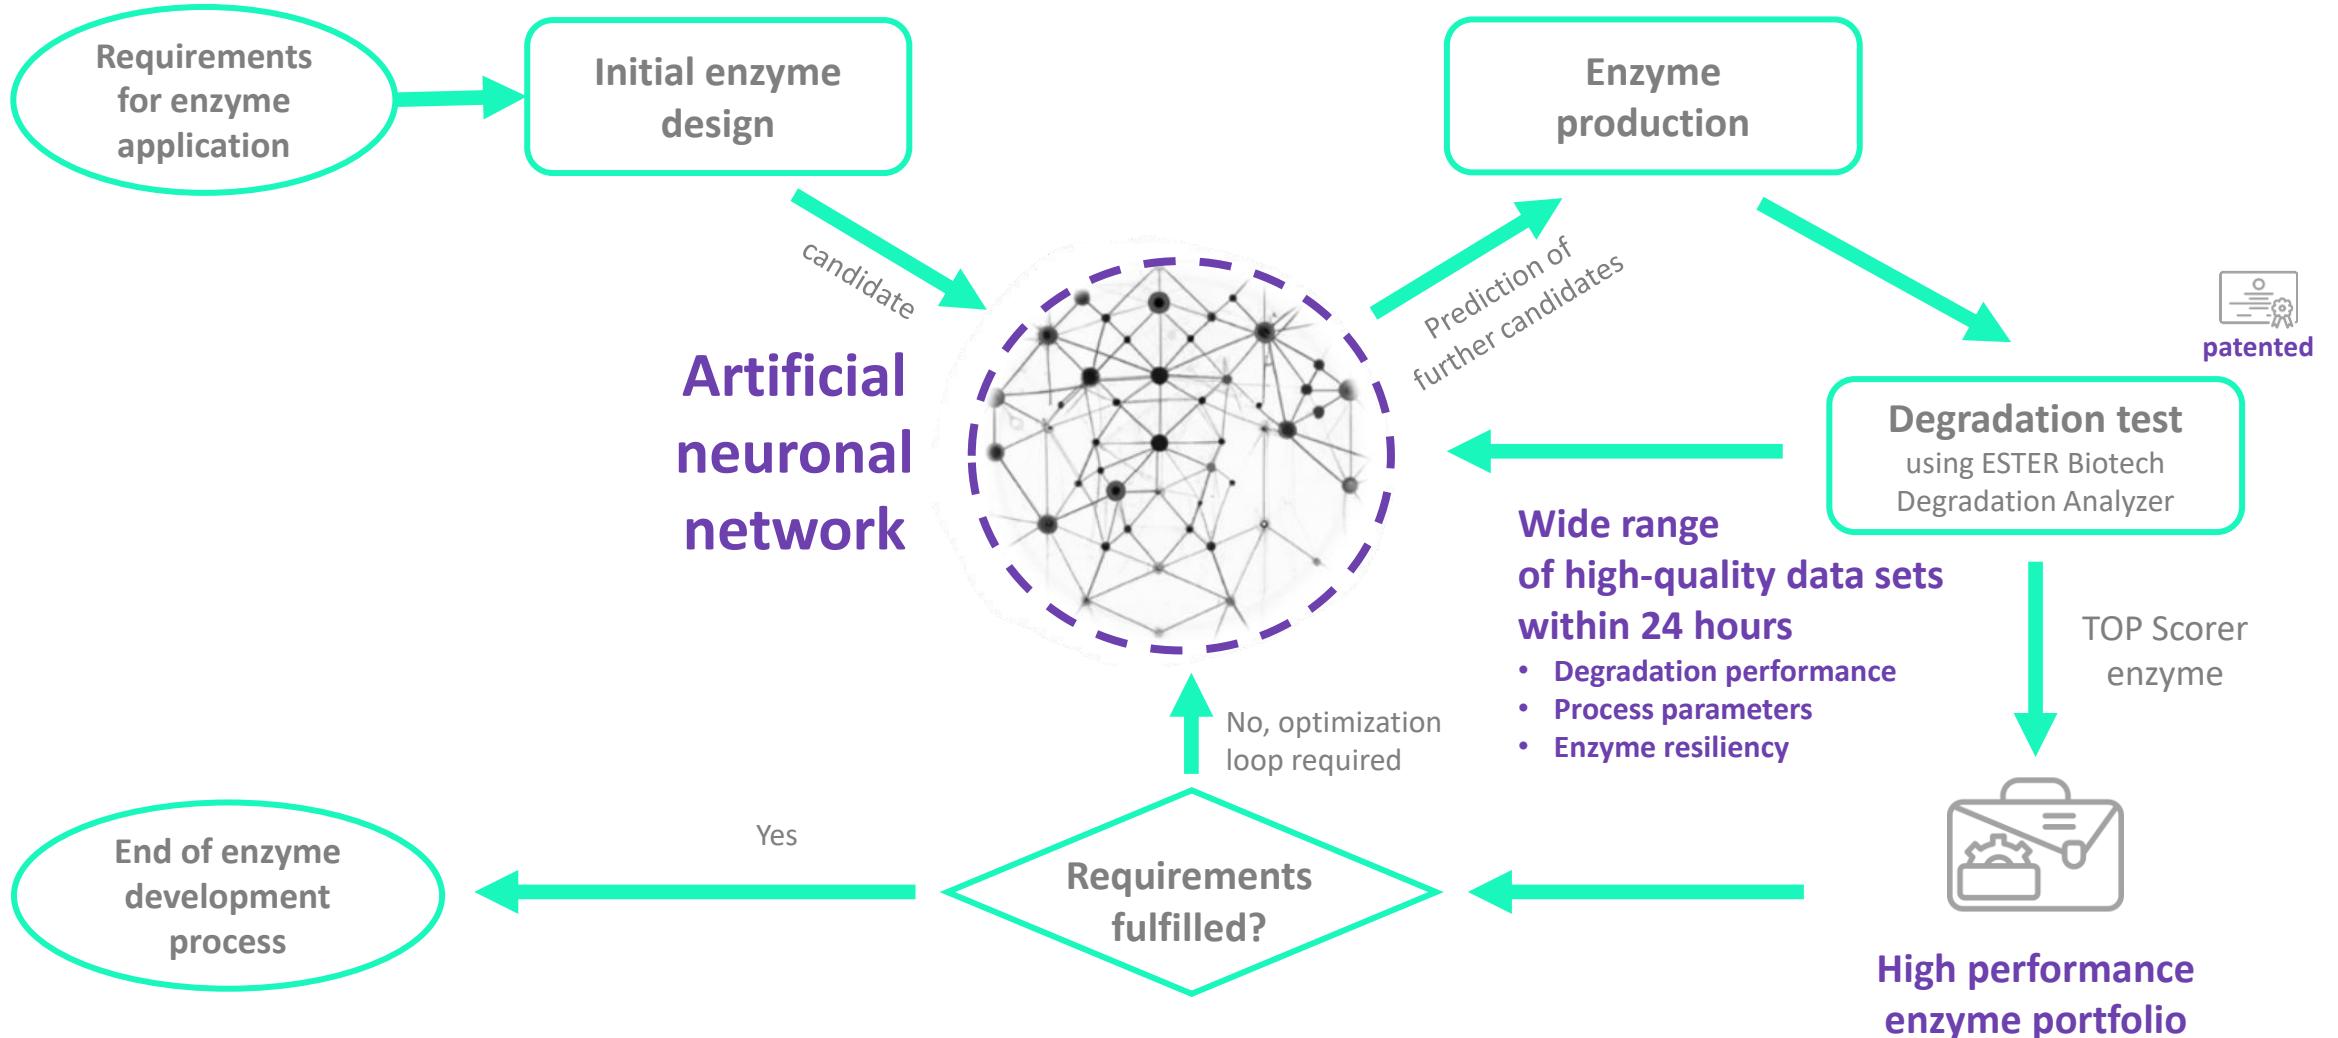 Requirements
for enzyme
application
Initial enzyme
design
Enzyme
production
candidate
Prediction of
further candidates
patented
Artificial
neuronal
network
Degradation test
using ESTER Biotech
Degradation Analyzer
Wide range
of high-quality data sets
within 24 hours
• Degradation performance
• Process parameters
• Enzyme resiliency
TOP Scorer
enzyme
No, optimization
loop required
Yes
End of enzyme
development
process
Requirements
fulfilled?
High performance
enzyme portfolio